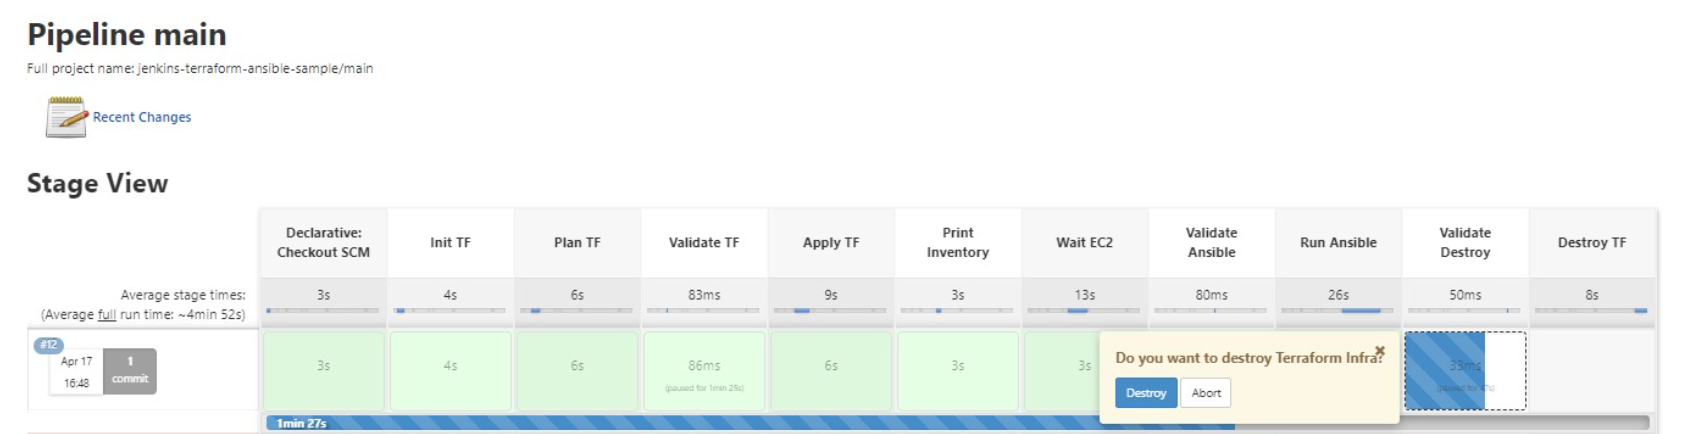 Pipeline main
Full project name: jenkins-terraform-ansible-sample/main
Recent Changes
Stage View
Declarative:
Checkout SCM
Init TF
Plan TF
Validate TF
Apply TF
Print
Inventory
Wait EC2
Validate
Ansible
Run Ansible
Validate
Destroy
Destroy TF
Average stage times:
(Average full run time: ~4min 52s)
3s
4s
6s
83ms
9s
3s
13s
80ms
26s
50ms
8s
#12
Apr 17
16:48
1
commit
3s
4s
6s
86ms
(paused for 1min 25s)
6s
3s
3s
Do you want to destroy Terraform Infra?
Destroy
Abort
33ms
(paused for 47s)
1min 27s